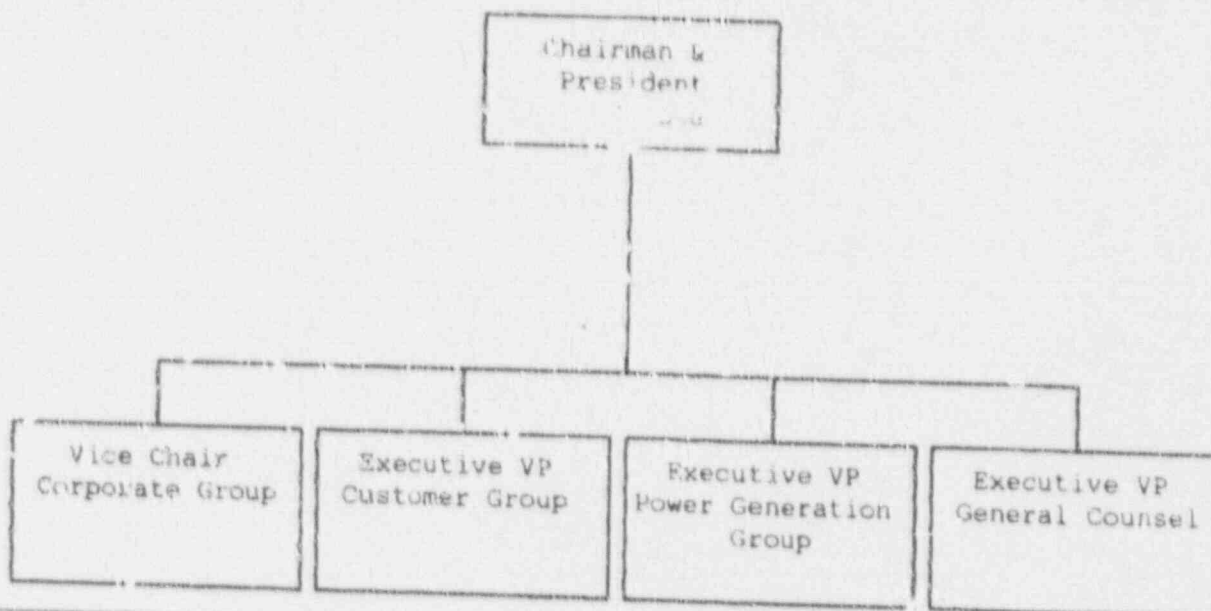 Chairman &
President
Vice Chair
Corporate Group
Executive VP
Customer Group
Executive VP
Power Generation
Group
Executive VP
General Counsel